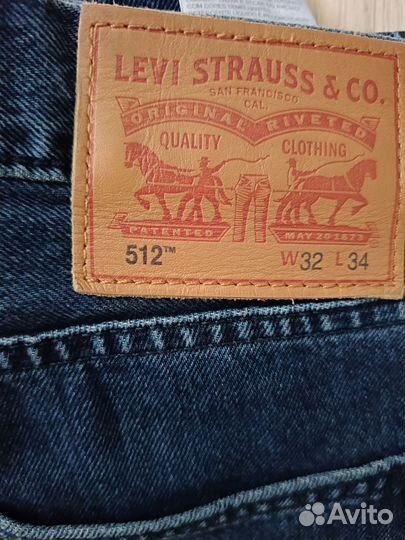 LEVI STRAUSS & CO.
SAN FRANCISCO
CAL.
ORIGINAL RIVETED
QUALITY CLOTHING
PATENTED MAY 20 1873
512™ W32 L34
Avito